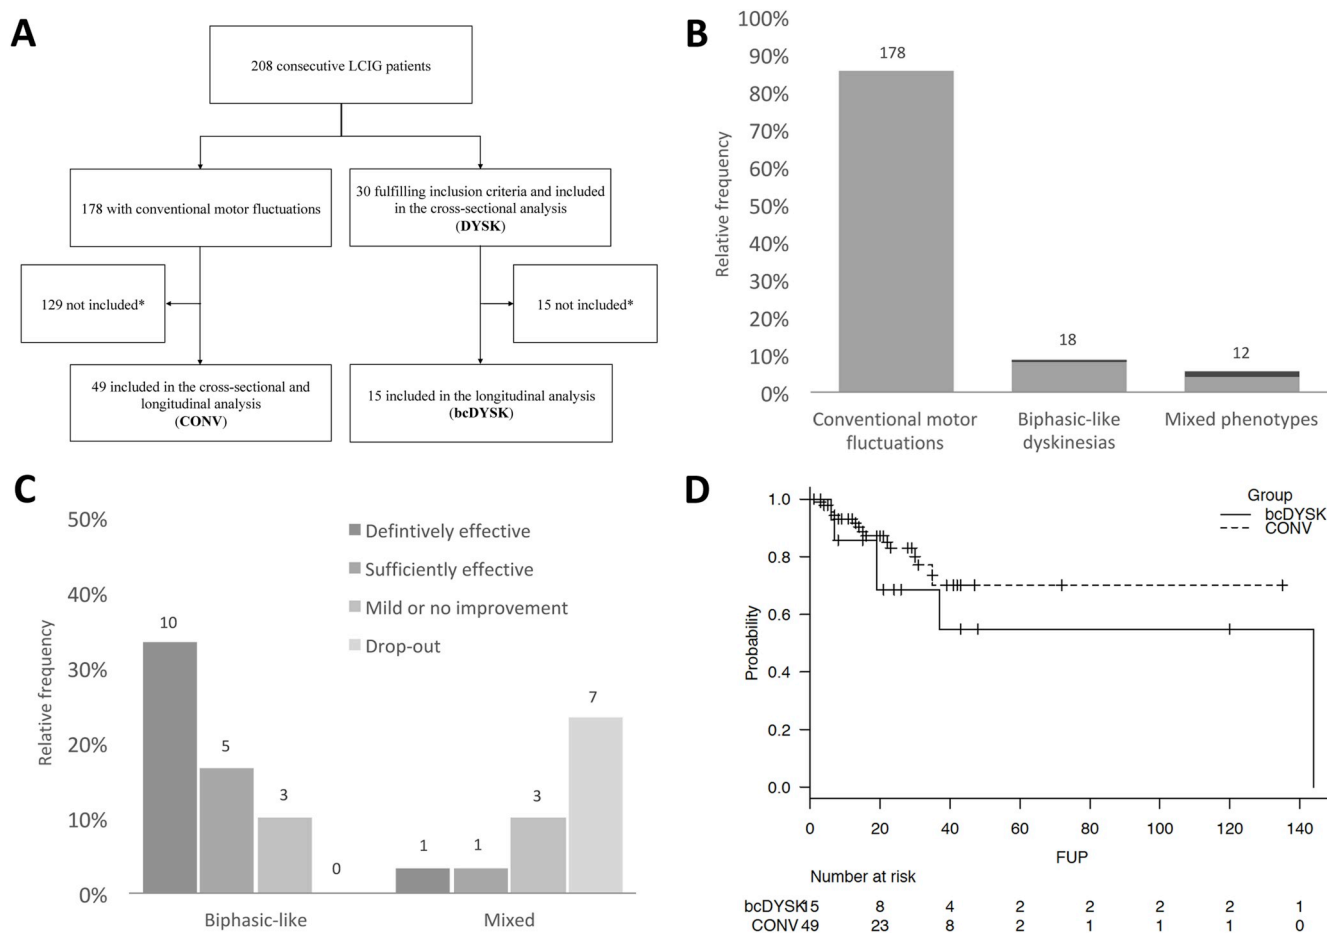 A
208 consecutive LCIG patients
178 with conventional motor fluctuations
30 fulfilling inclusion criteria and included
in the cross-sectional analysis
(DYSK)
129 not included*
15 not included*
49 included in the cross-sectional and
longitudinal analysis
(CONV)
15 included in the longitudinal analysis
(bcDYSK)
B
Relative frequency
100%
90%
80%
70%
60%
50%
40%
30%
20%
10%
0%
178
18
12
Conventional motor
fluctuations
Biphasic-like
dyskinesias
Mixed phenotypes
C
Relative frequency
50%
40%
30%
20%
10%
0%
Defintively effective
Sufficiently effective
Mild or no improvement
Drop-out
10
5
3
0
1
1
3
7
Biphasic-like
Mixed
D
Probability
1.0
0.8
0.6
0.4
0.2
0.0
Group
bcDYSK
CONV
0 20 40 60 80 100 120 140
FUP
Number at risk
bcDYSK 15 8 4 2 2 2 2 1
CONV 49 23 8 2 1 1 1 0